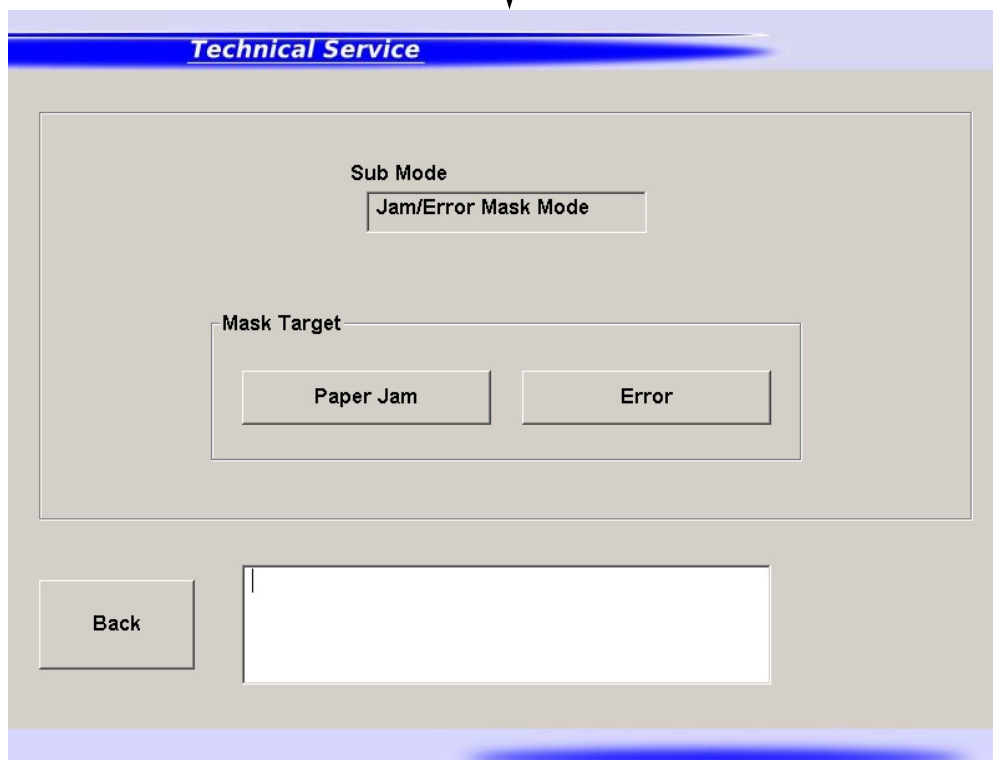 Technical Service
Sub Mode
Jam/Error Mask Mode
Mask Target
Paper Jam
Error
Back